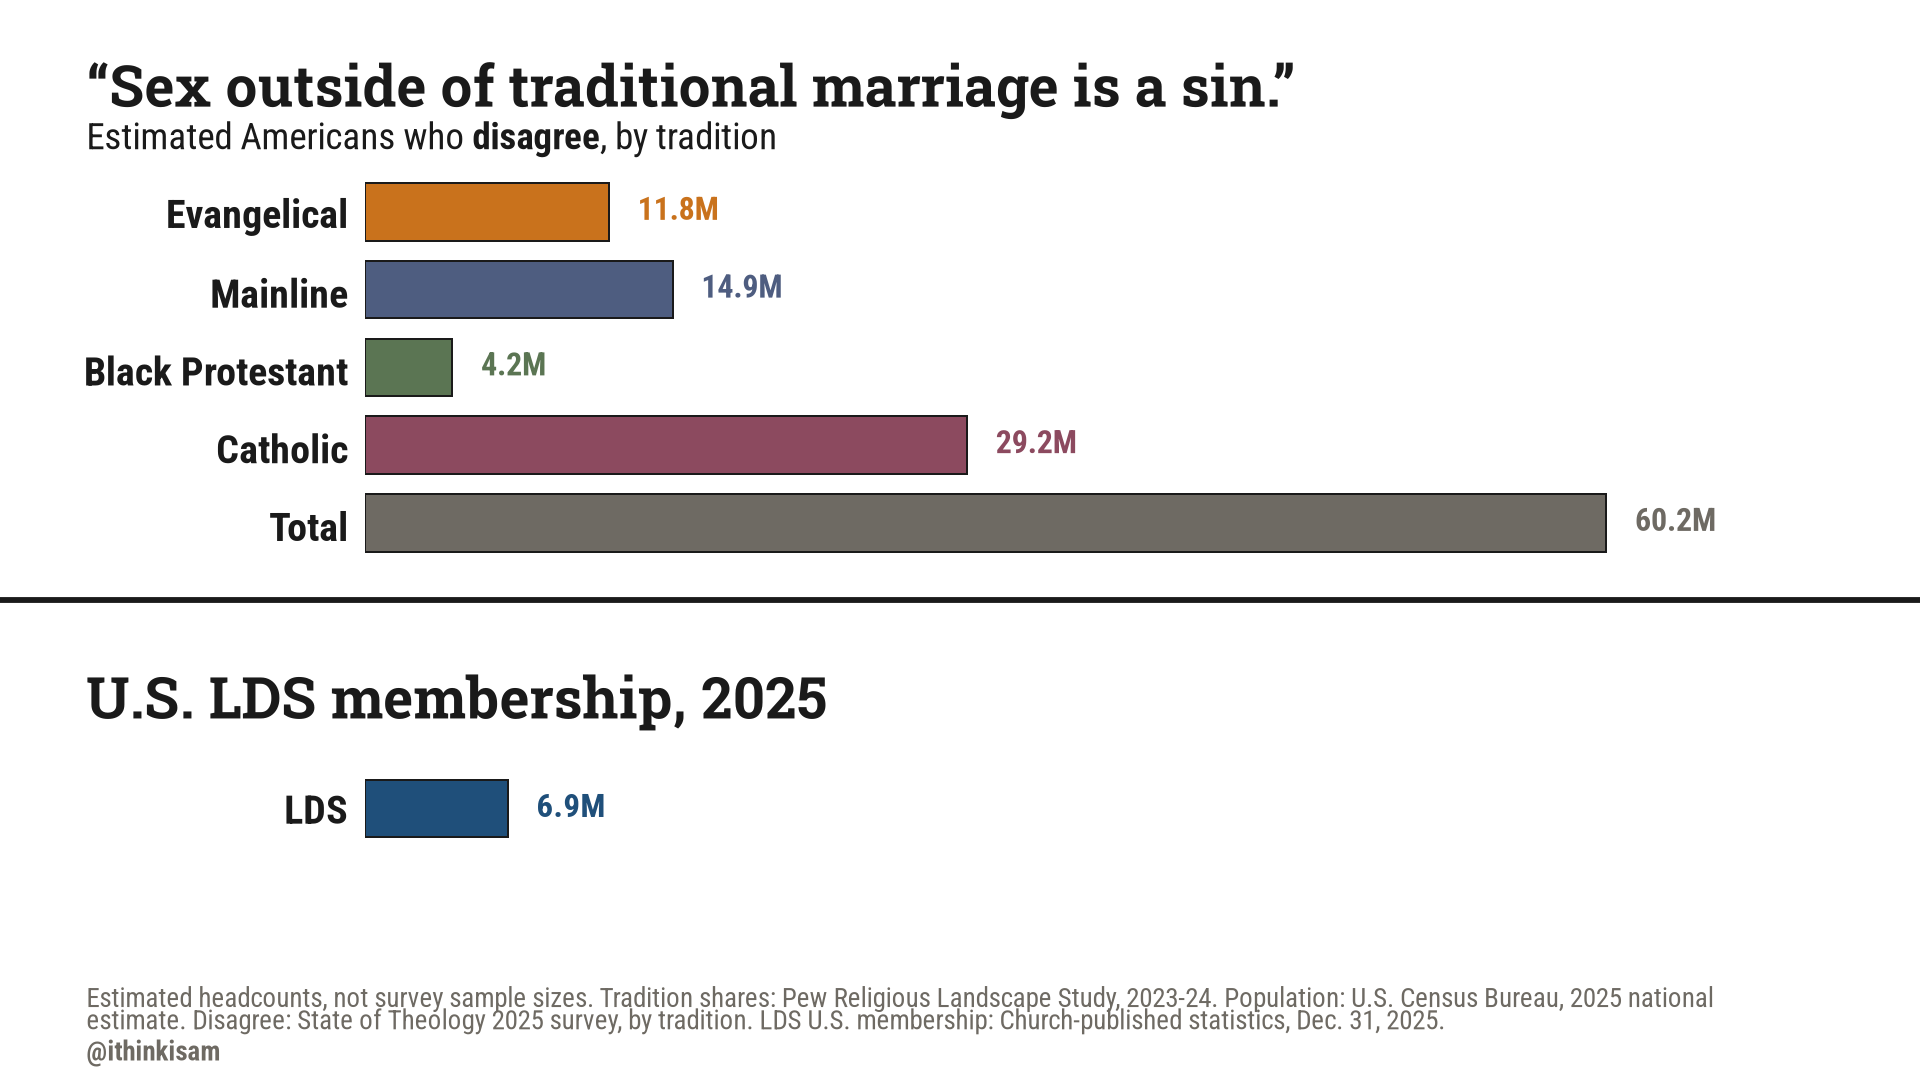 “Sex outside of traditional marriage is a sin.”
Estimated Americans who disagree, by tradition
Evangelical 11.8M
Mainline 14.9M
Black Protestant 4.2M
Catholic 29.2M
Total 60.2M
U.S. LDS membership, 2025
LDS 6.9M
Estimated headcounts, not survey sample sizes. Tradition shares: Pew Religious Landscape Study, 2023-24. Population: U.S. Census Bureau, 2025 national
estimate. Disagree: State of Theology 2025 survey, by tradition. LDS U.S. membership: Church-published statistics, Dec. 31, 2025.
@ithinkisam